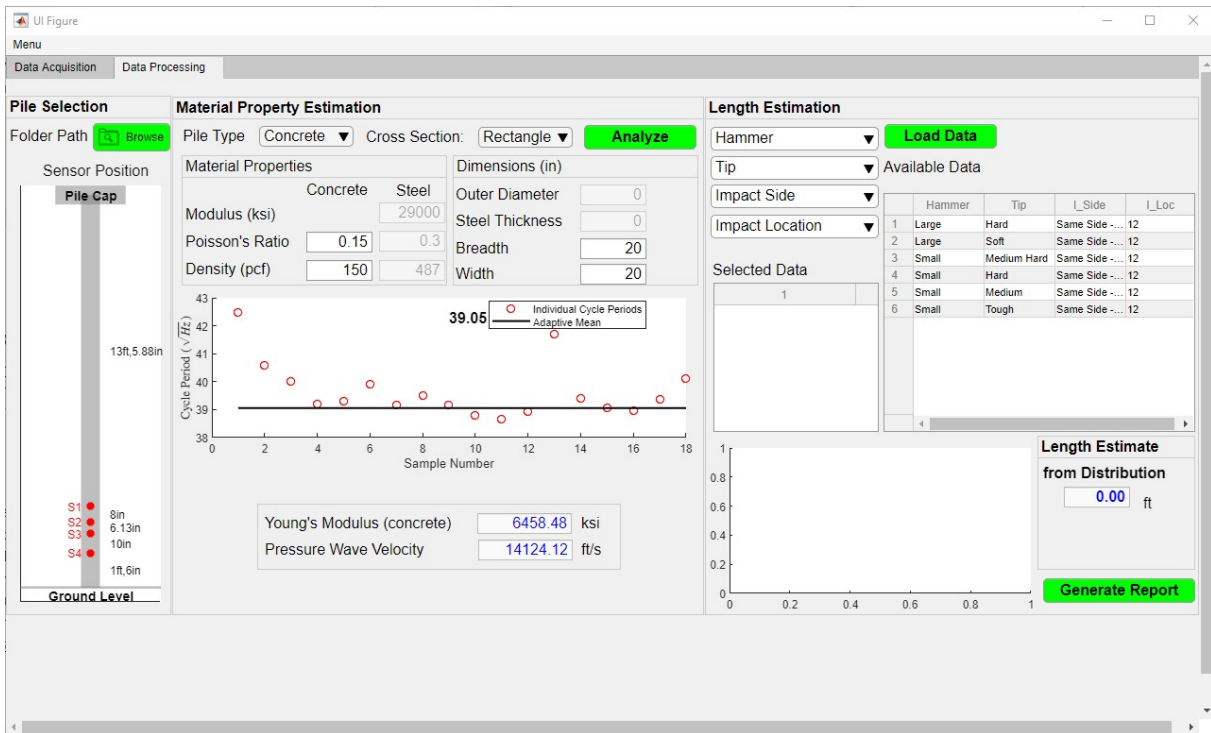 UI Figure
Menu
Data Acquisition Data Processing
Pile Selection
Folder Path Browse
Sensor Position
Pile Cap
13ft,5.88in
S1
8in
S2
6.13in
S3
10in
S4
1ft,6in
Ground Level
Material Property Estimation
Pile Type Concrete Cross Section: Rectangle Analyze
Material Properties
Concrete Steel
Modulus (ksi) 29000
Poisson's Ratio 0.15 0.3
Density (pcf) 150 487
Dimensions (in)
Outer Diameter 0
Steel Thickness 0
Breadth 20
Width 20
43
42
41
40
39
38
Cycle Period (√Hz)
39.05
Individual Cycle Periods
Adaptive Mean
0 2 4 6 8 10 12 14 16 18
Sample Number
Young's Modulus (concrete) 6458.48 ksi
Pressure Wave Velocity 14124.12 ft/s
Length Estimation
Hammer Load Data
Tip
Impact Side
Impact Location
Available Data
Hammer Tip I_Side I_Loc
1 Large Hard Same Side -... 12
2 Large Soft Same Side -... 12
3 Small Medium Hard Same Side -... 12
4 Small Hard Same Side -... 12
5 Small Medium Same Side -... 12
6 Small Tough Same Side -... 12
Selected Data
1
1
0.8
0.6
0.4
0.2
0
0 0.2 0.4 0.6 0.8 1
Length Estimate
from Distribution
0.00 ft
Generate Report